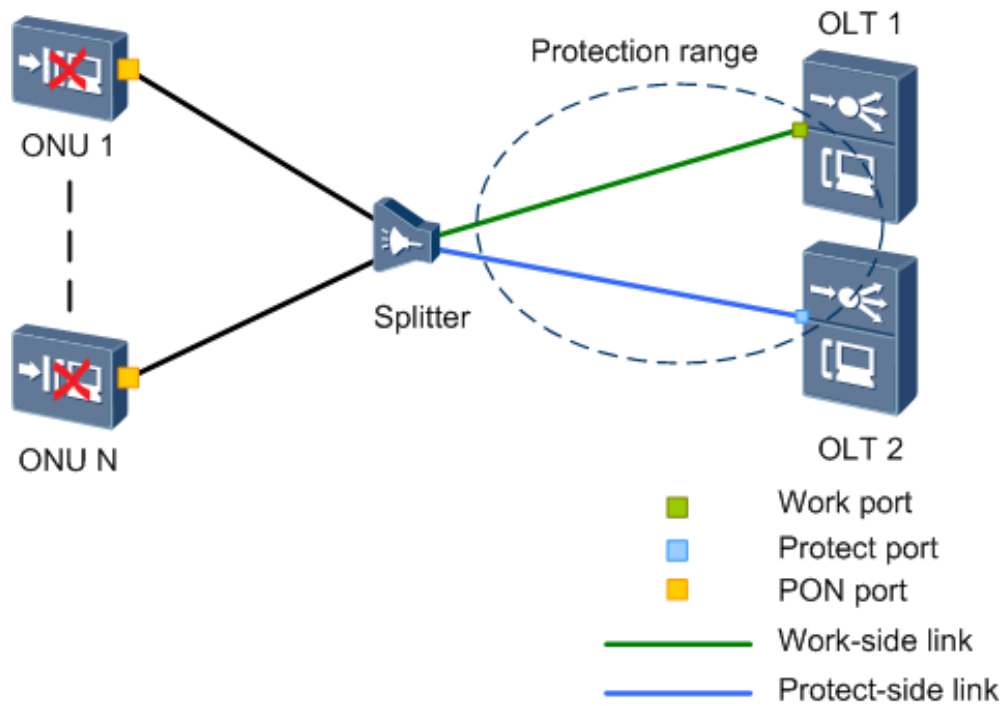 OLT 1
Protection range
ONU 1
Splitter
ONU N
OLT 2
Work port
Protect port
PON port
Work-side link
Protect-side link